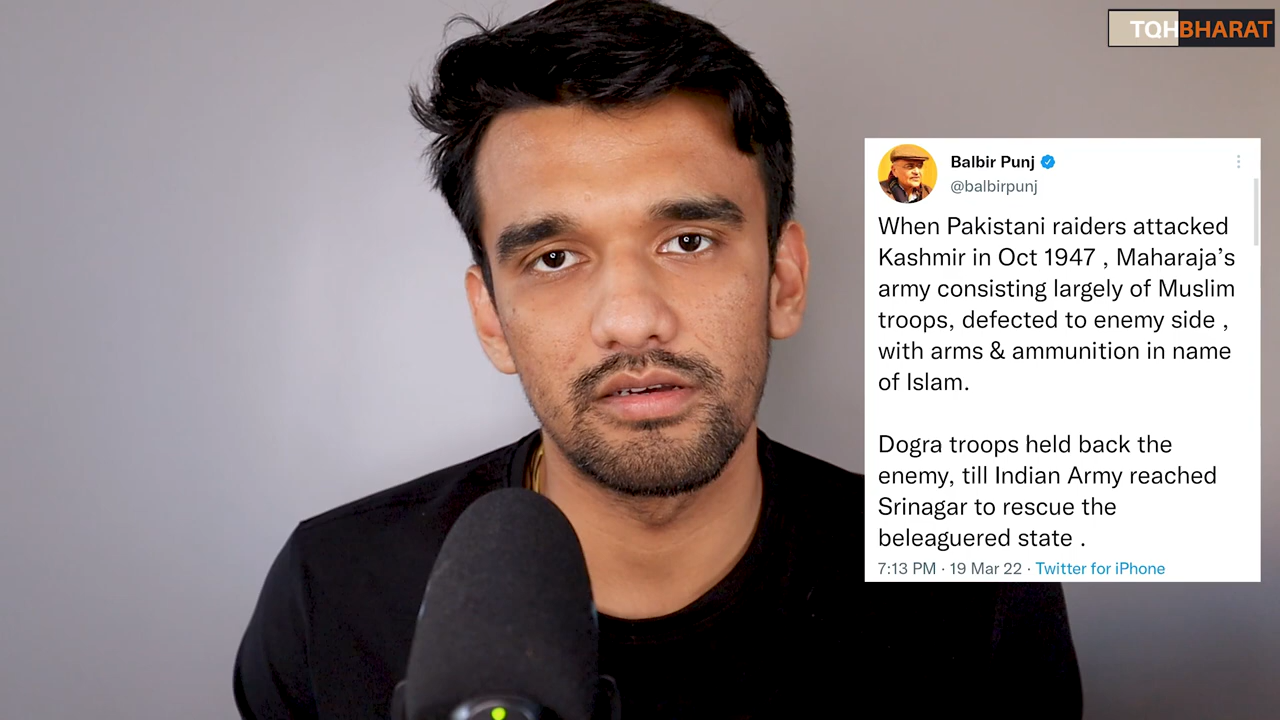 TQHBHARAT
Balbir Punj
@balbirpunj
When Pakistani raiders attacked
Kashmir in Oct 1947 , Maharaja's
army consisting largely of Muslim
troops, defected to enemy side ,
with arms & ammunition in name
of Islam.
Dogra troops held back the
enemy, till Indian Army reached
Srinagar to rescue the
beleaguered state .
7:13 PM · 19 Mar 22 · Twitter for iPhone